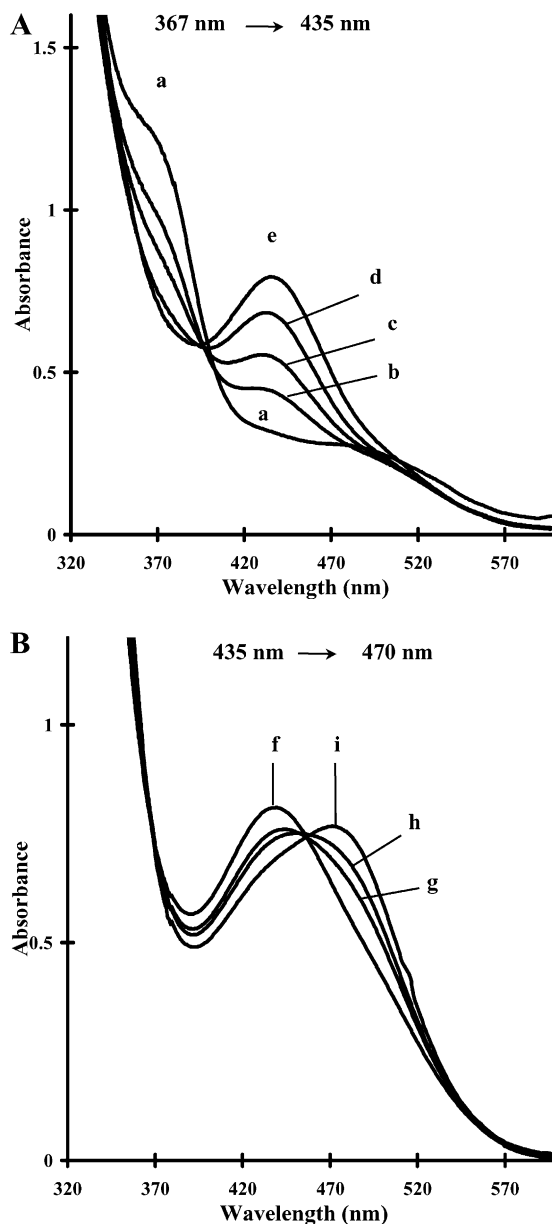 A
367 nm → 435 nm
1.5
a
1
e
d
c
0.5
b
a
0
320 370 420 470 520 570
Wavelength (nm)
Absorbance
B
435 nm → 470 nm
1
f i
h
g
0.5
0
320 370 420 470 520 570
Wavelength (nm)
Absorbance